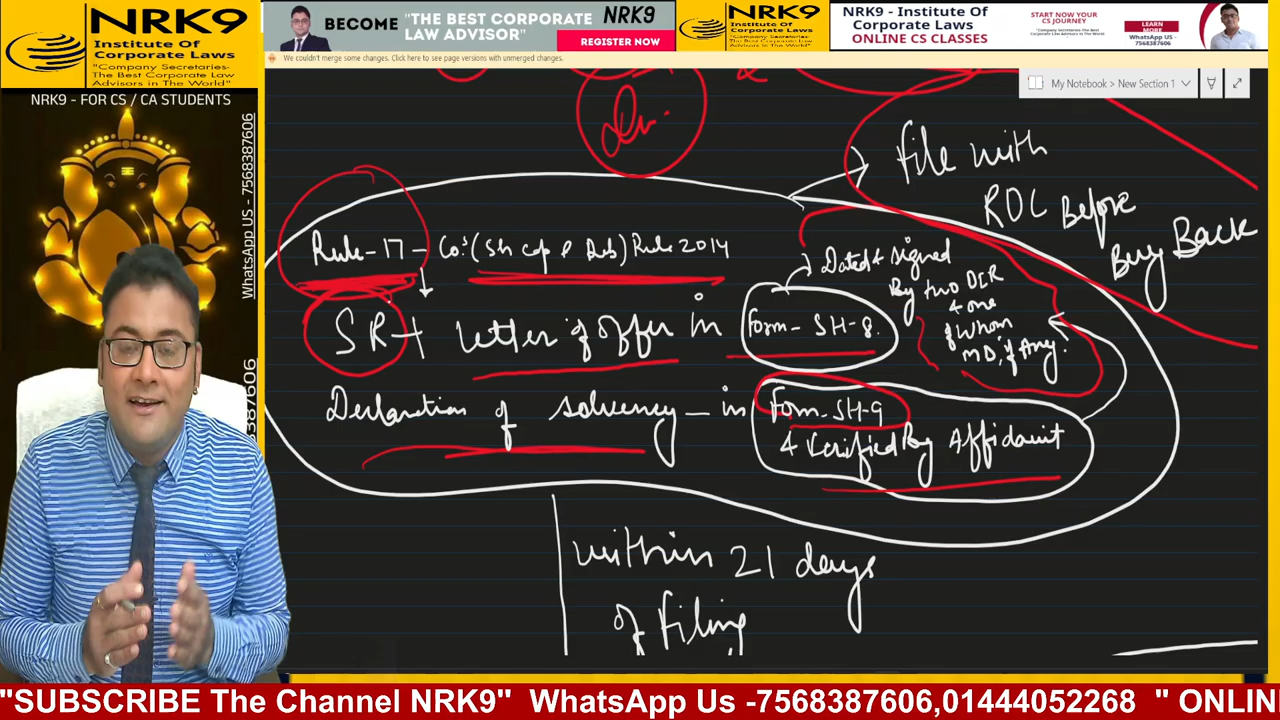 NRK9
Institute Of
Corporate Laws
"Company Secretaries-
The Best Corporate Law
Advisors in The World"
NRK9 - FOR CS / CA STUDENTS
WhatsApp US - 7568387606
BECOME "THE BEST CORPORATE LAW ADVISOR"
NRK9
REGISTER NOW
NRK9
Institute Of
Corporate Laws
NRK9 - Institute Of
Corporate Laws
ONLINE CS CLASSES
START NOW YOUR
CS JOURNEY
LEARN MORE
WhatsApp US -
7568387606
We couldn't merge some changes. Click here to see page versions with unmerged changes.
My Notebook > New Section 1
&
File with
ROC Before
Buy Back
Rule-17 - Co.'s (Sh cap & Deb) Rule 2014
Dated & signed
By two DIR
& one
of Whom
MD, if Any.
SR + letter of offer in Form-SH-8.
Declaration of solvency - in Form-SH-9
& Verified By Affidavit
within 21 days
of filing
"SUBSCRIBE The Channel NRK9" WhatsApp Us -7568387606,01444052268 " ONLIN